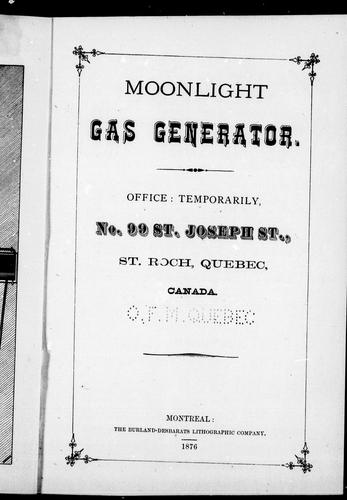 MOONLIGHT
GAS GENERATOR.
OFFICE: TEMPORARILY,
No. 99 ST. JOSEPH ST.,
ST. ROCH, QUEBEC,
CANADA.
O.F.M. QUEBEC
MONTREAL:
THE BURLAND-DESBARATS LITHOGRAPHIC COMPANY.
1876